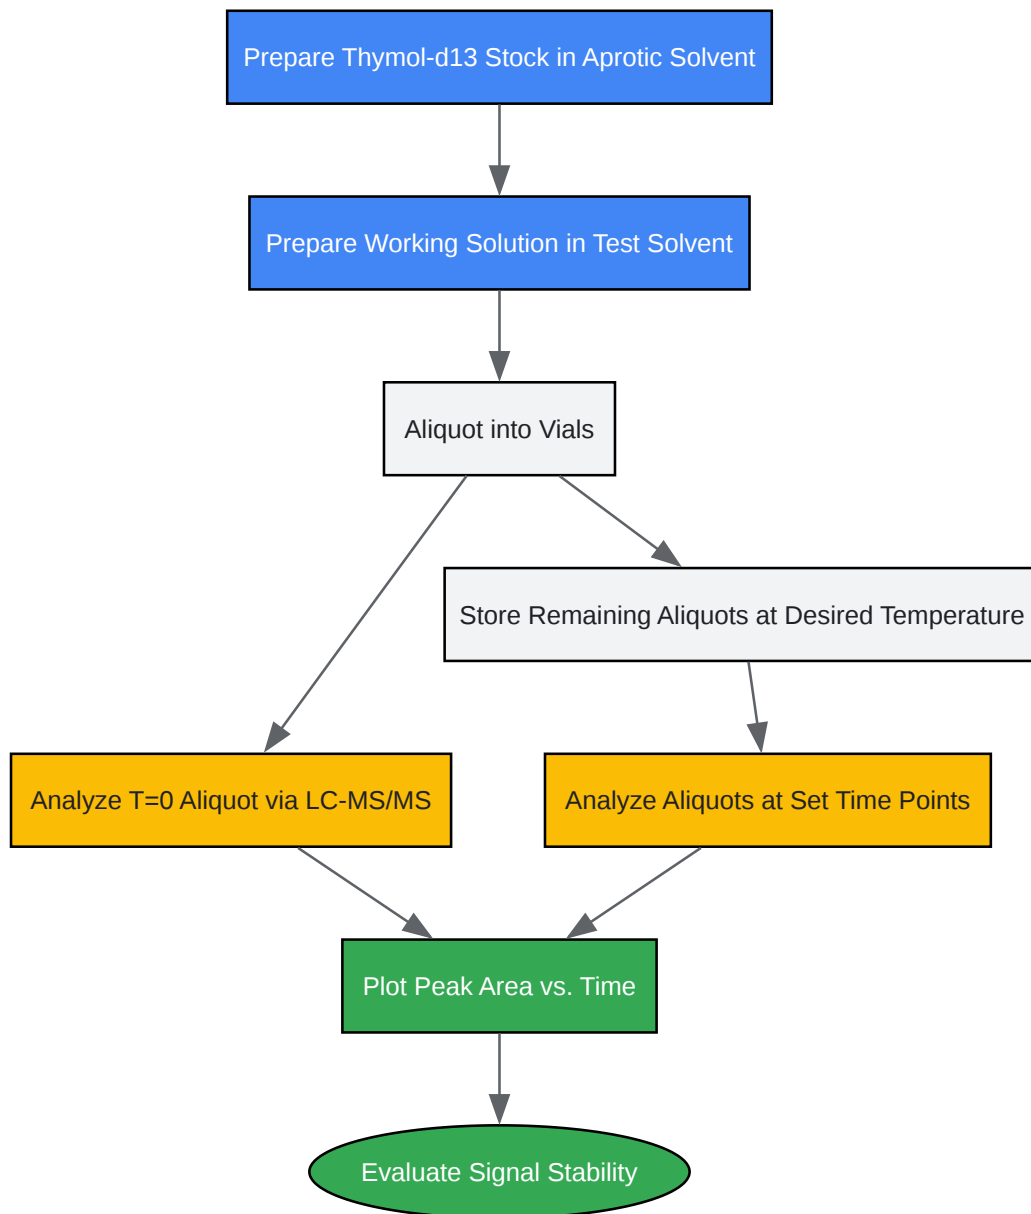 Prepare Thymol-d13 Stock in Aprotic Solvent
Prepare Working Solution in Test Solvent
Aliquot into Vials
Store Remaining Aliquots at Desired Temperature
Analyze T=0 Aliquot via LC-MS/MS
Analyze Aliquots at Set Time Points
Plot Peak Area vs. Time
Evaluate Signal Stability